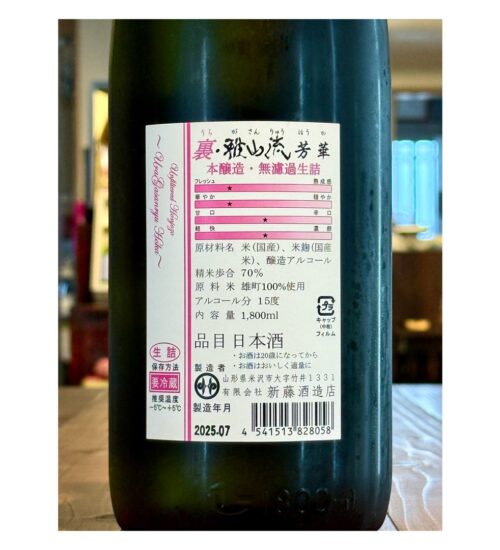 うら がさんりゅう ほうか
裏・雅山流 芳華
本醸造・無濾過生詰
フレッシュ 熟成感
★
華やか 穏やか
★
甘口 辛口
★
軽快 濃醇
★
原材料名 米(国産)、米麹(国産
米)、醸造アルコール
精米歩合 70%
原料米 雄町100%使用
アルコール分 15度
内容量 1,800ml
キャップ
(中栓)
フィルム
品目 日本酒
・お酒は20歳になってから
・お酒はおいしく適量に
製造者
山形県米沢市大字竹井1331
有限会社 新藤酒造店
製造年月
2025.07
4 541513 828058
～UraGasanryu Hoka～
Unfiltered Honjozo
生詰
保存方法
要冷蔵
推奨温度
-5℃～+5℃